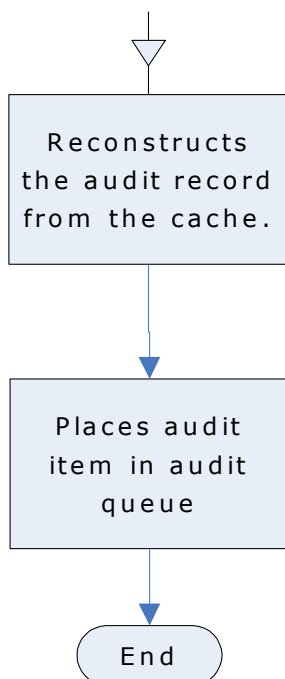 Reconstructs
the audit record
from the cache.
Places audit
item in audit
queue
End